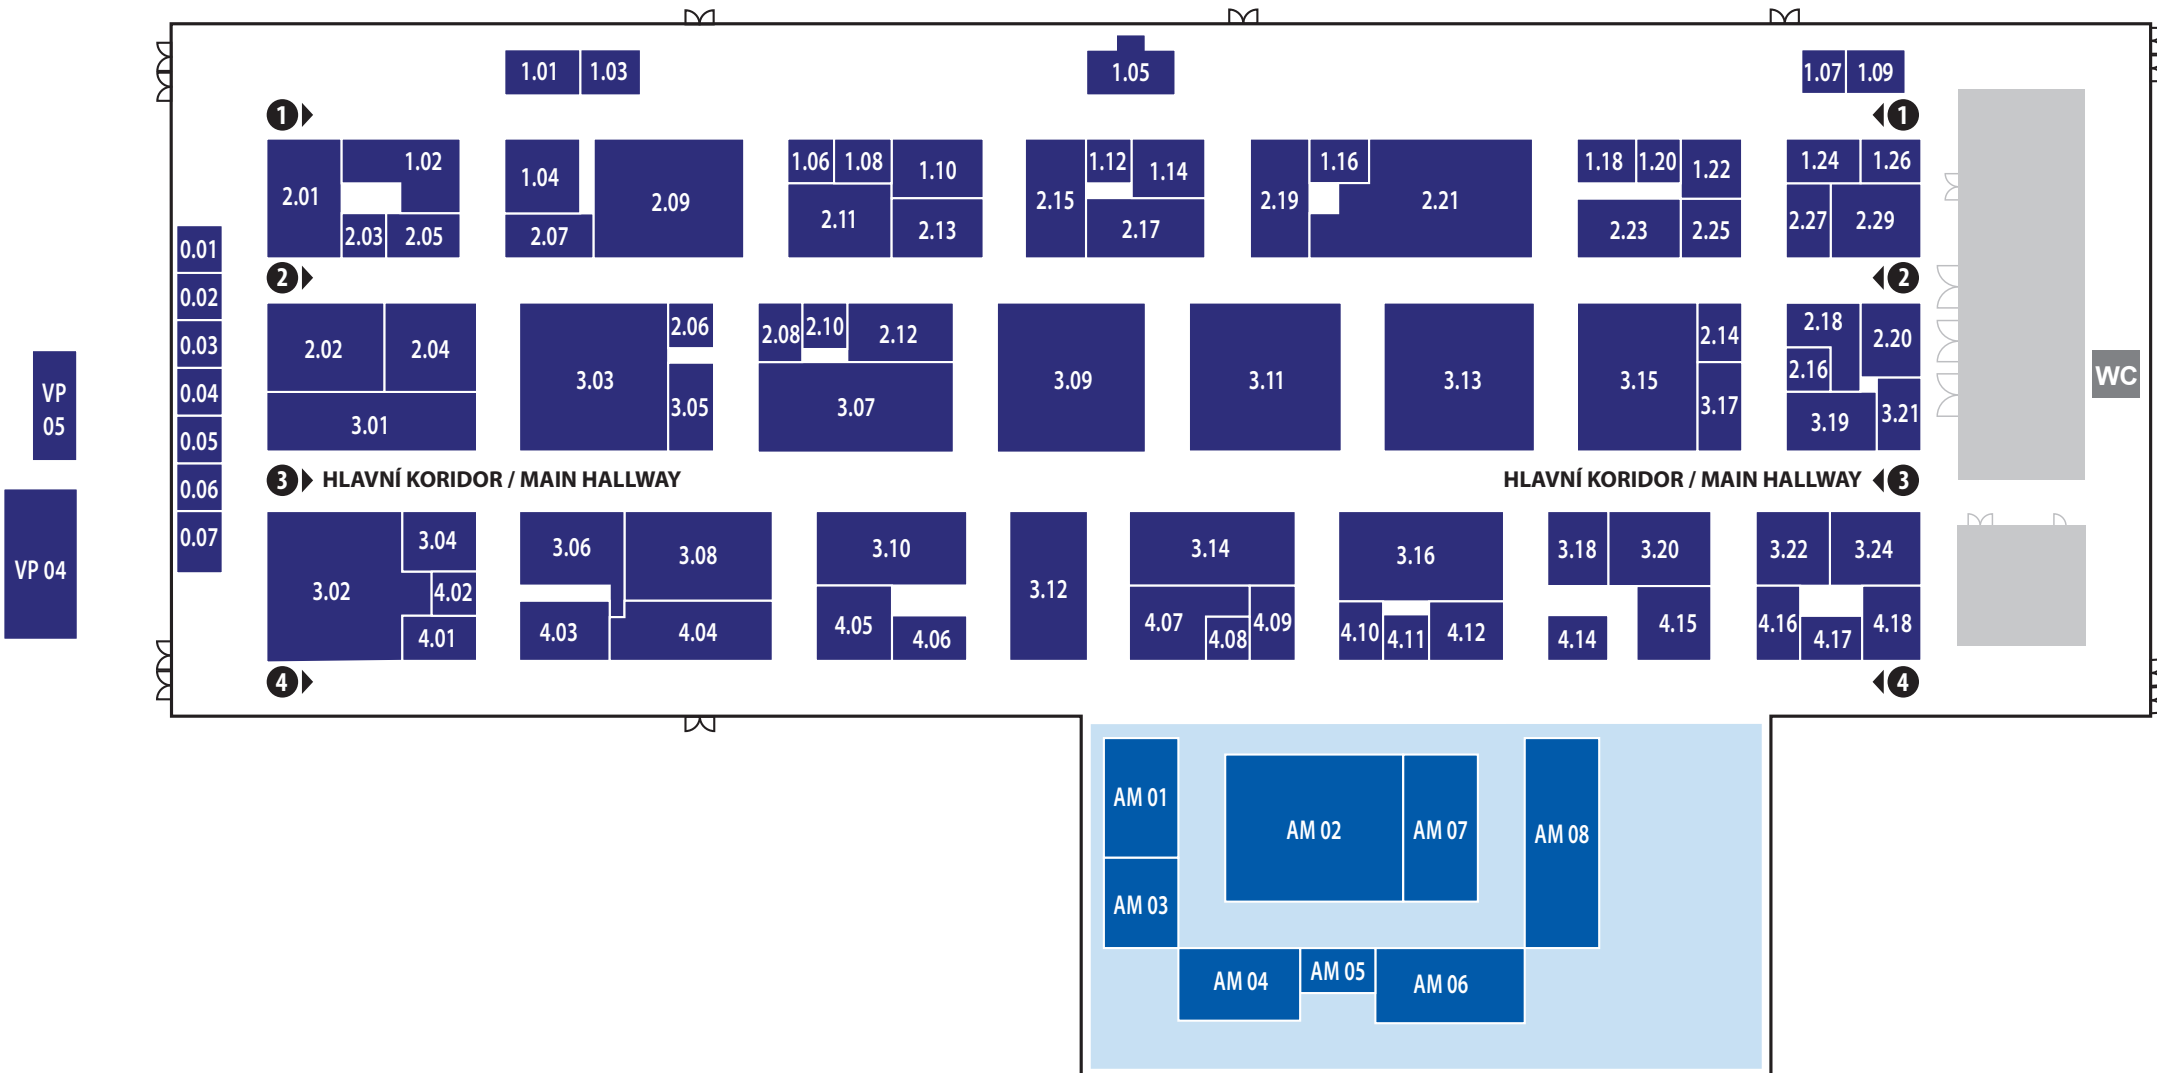 1.01 1.03 1.05 1.07 1.09
1 1
1.02 1.04 1.06 1.08 1.10 1.12 1.14 1.16 1.18 1.20 1.22 1.24 1.26
2.01 2.09 2.15 2.19 2.21
2.03 2.05 2.07 2.11 2.13 2.17 2.23 2.25 2.27 2.29
0.01
2 2
0.02
2.06 2.08 2.10 2.12 2.14 2.18 2.20
0.03 2.02 2.04
2.16
3.03 3.09 3.11 3.13 3.15
WC
VP
05
0.04
3.05 3.07 3.17 3.21
3.01 3.19
0.05
3 HLAVNÍ KORIDOR / MAIN HALLWAY HLAVNÍ KORIDOR / MAIN HALLWAY 3
0.06
0.07
3.04 3.06 3.08 3.10 3.14 3.16 3.18 3.20 3.22 3.24
VP 04
3.02 4.02 3.12
4.01 4.03 4.04 4.05 4.06 4.07 4.08 4.09 4.10 4.11 4.12 4.14 4.15 4.16 4.17 4.18
4 4
AM 01
AM 02 AM 07 AM 08
AM 03
AM 04 AM 05 AM 06